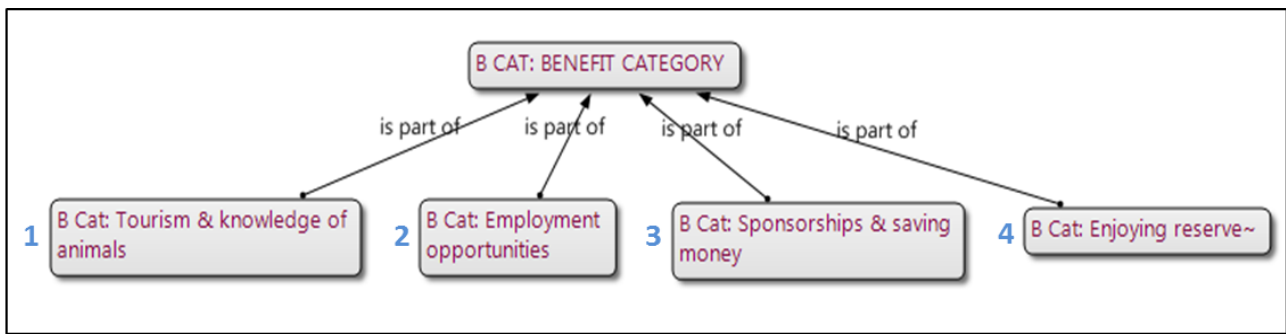 B CAT: BENEFIT CATEGORY
is part of
is part of
is part of
is part of
1
B Cat: Tourism & knowledge of
animals
2
B Cat: Employment
opportunities
3
B Cat: Sponsorships & saving
money
4
B Cat: Enjoying reserve~